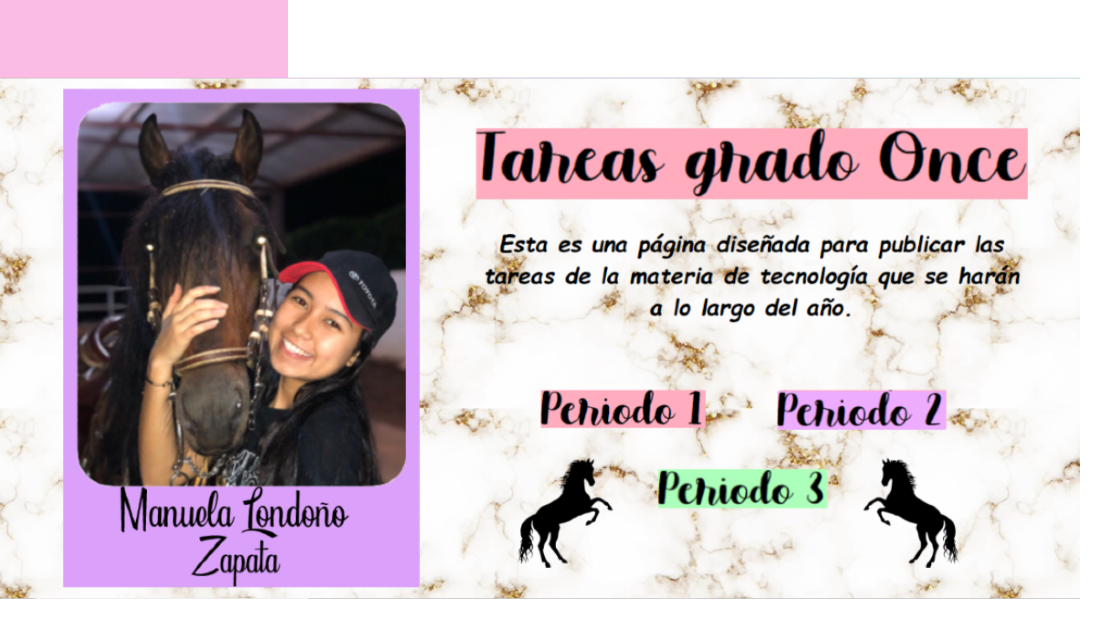 TOYOTA
Manuela Londoño
Zapata
Tareas grado Once
Esta es una página diseñada para publicar las
tareas de la materia de tecnología que se harán
a lo largo del año.
Periodo 1
Periodo 2
Periodo 3